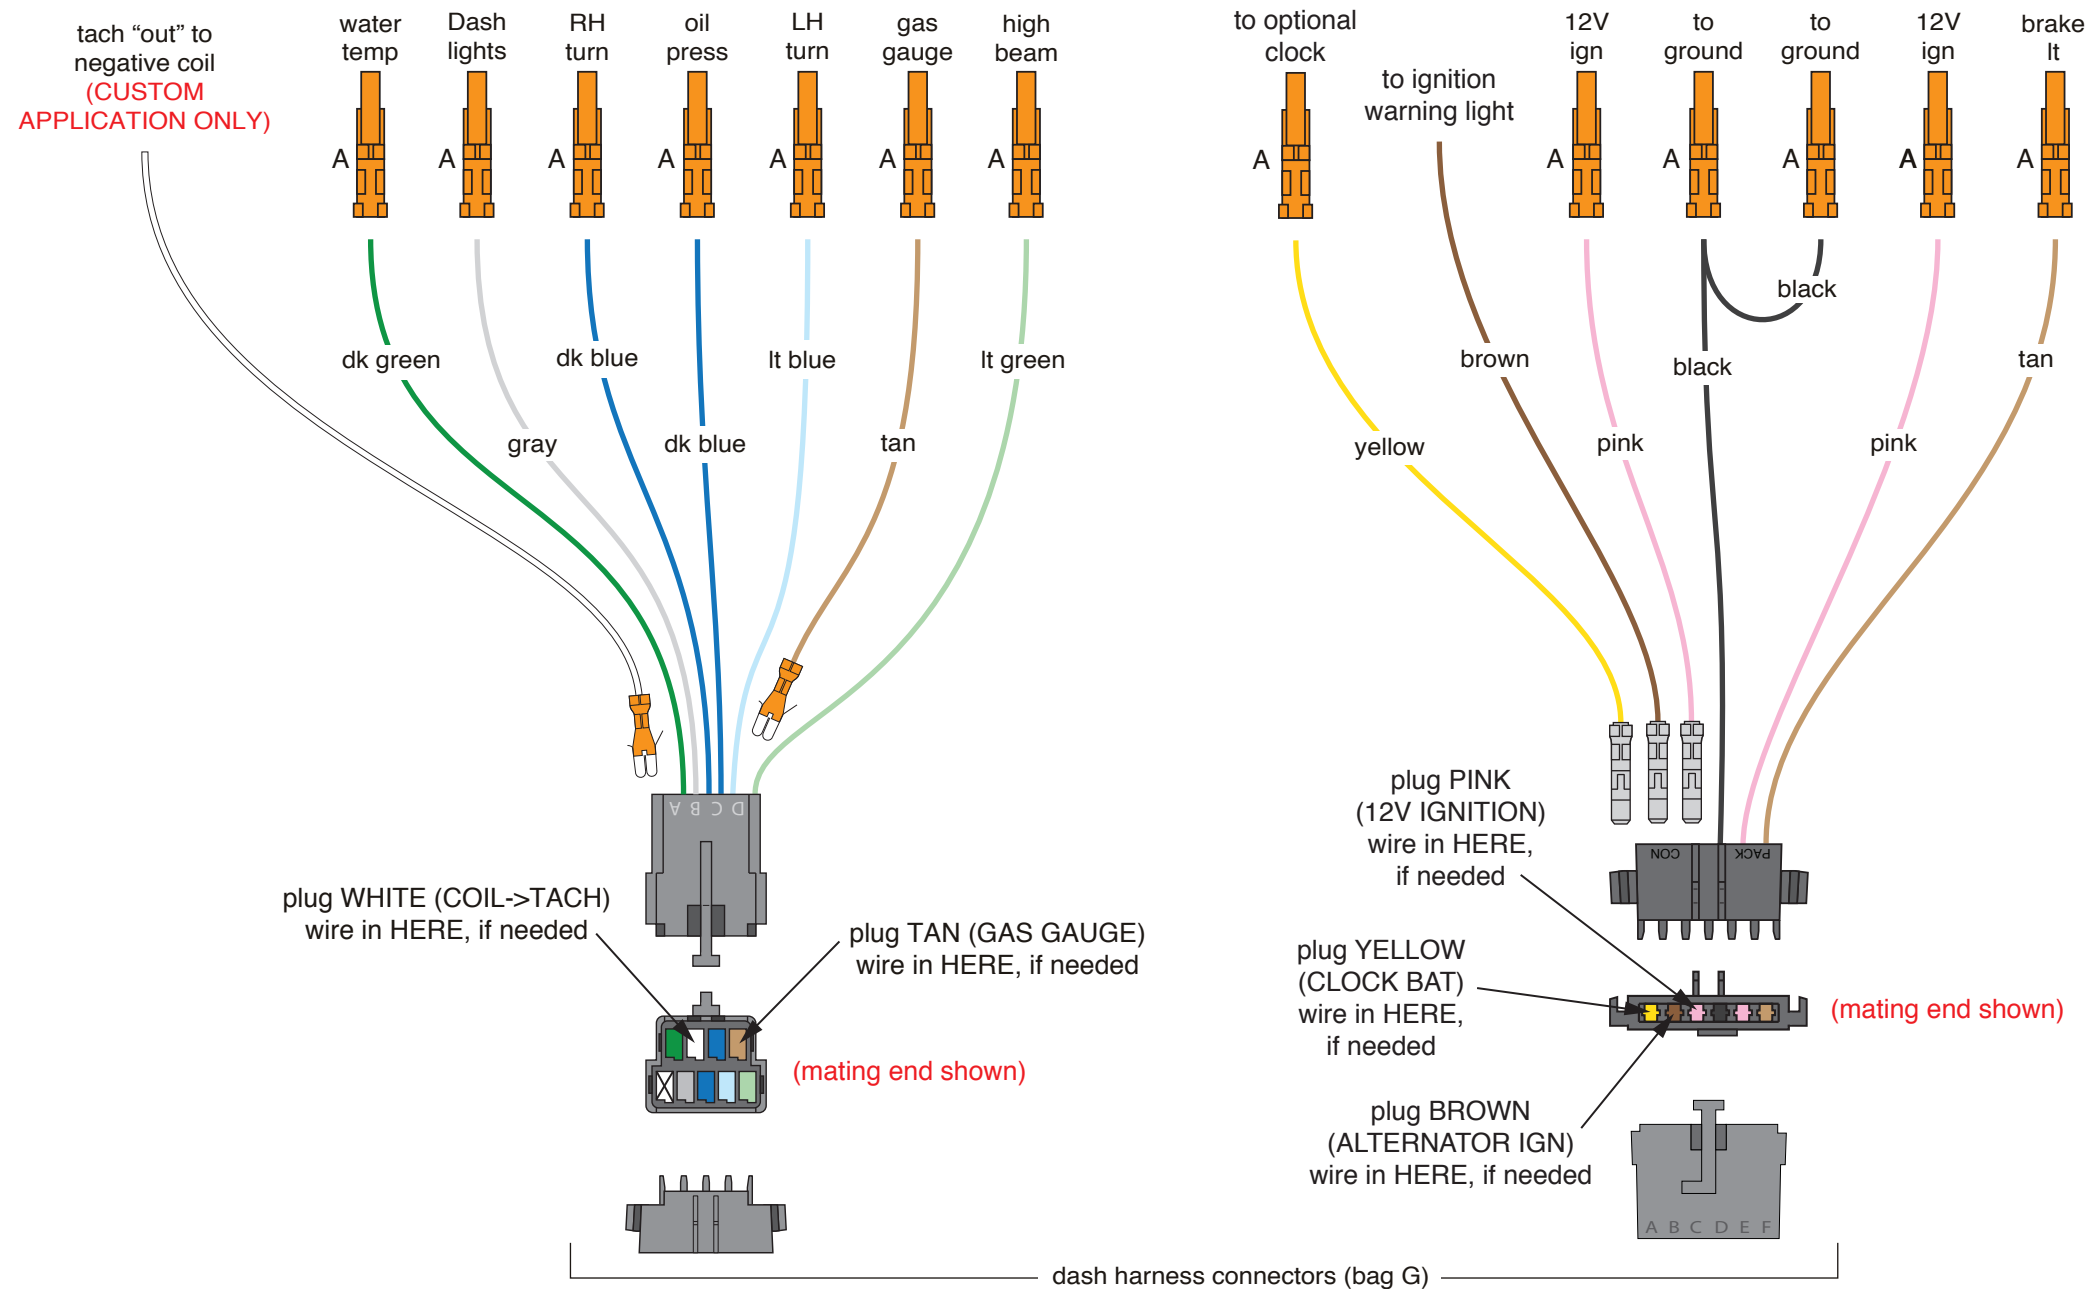 tach “out” to
negative coil
(CUSTOM
APPLICATION ONLY)
water
temp
Dash
lights
RH
turn
oil
press
LH
turn
gas
gauge
high
beam
to optional
clock
to ignition
warning light
12V
ign
to
ground
to
ground
12V
ign
brake
lt
A
A
A
A
A
A
A
A
A
A
A
A
A
black
dk green
dk blue
lt blue
lt green
brown
black
tan
gray
dk blue
tan
yellow
pink
pink
A B C D
plug PINK
(12V IGNITION)
wire in HERE,
if needed
CON
PACK
plug WHITE (COIL->TACH)
wire in HERE, if needed
plug TAN (GAS GAUGE)
wire in HERE, if needed
plug YELLOW
(CLOCK BAT)
wire in HERE,
if needed
(mating end shown)
(mating end shown)
plug BROWN
(ALTERNATOR IGN)
wire in HERE, if needed
A B C D E F
dash harness connectors (bag G)